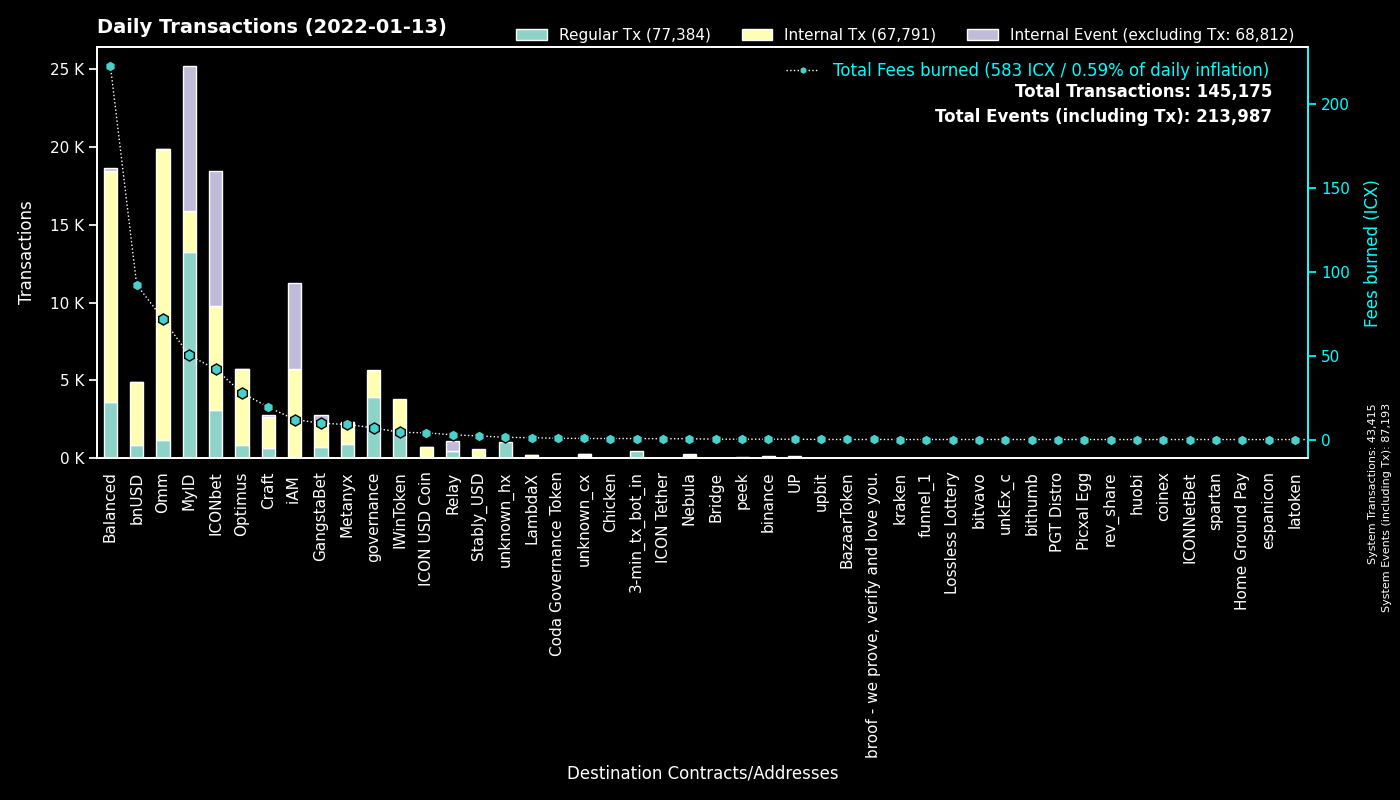 Daily Transactions (2022-01-13)
Regular Tx (77,384)
Internal Tx (67,791)
Internal Event (excluding Tx: 68,812)
Total Fees burned (583 ICX / 0.59% of daily inflation)
Total Transactions: 145,175
Total Events (including Tx): 213,987
Transactions
25 K
20 K
15 K
10 K
5 K
0 K
200
150
100
50
0
Fees burned (ICX)
System Transactions: 43,415
System Events (including Tx): 87,193
Balanced
bnUSD
Omm
MyID
ICONbet
Optimus
Craft
iAM
GangstaBet
Metanyx
governance
IWinToken
ICON USD Coin
Relay
Stably_USD
unknown_hx
LambdaX
Coda Governance Token
unknown_cx
Chicken
3-min_tx_bot_in
ICON Tether
Nebula
Bridge
peek
binance
UP
upbit
BazaarToken
broof - we prove, verify and love you.
kraken
funnel_1
Lossless Lottery
bitvavo
unkEx_c
bithumb
PGT Distro
Picxal Egg
rev_share
huobi
coinex
ICONNetBet
spartan
Home Ground Pay
espanicon
latoken
Destination Contracts/Addresses